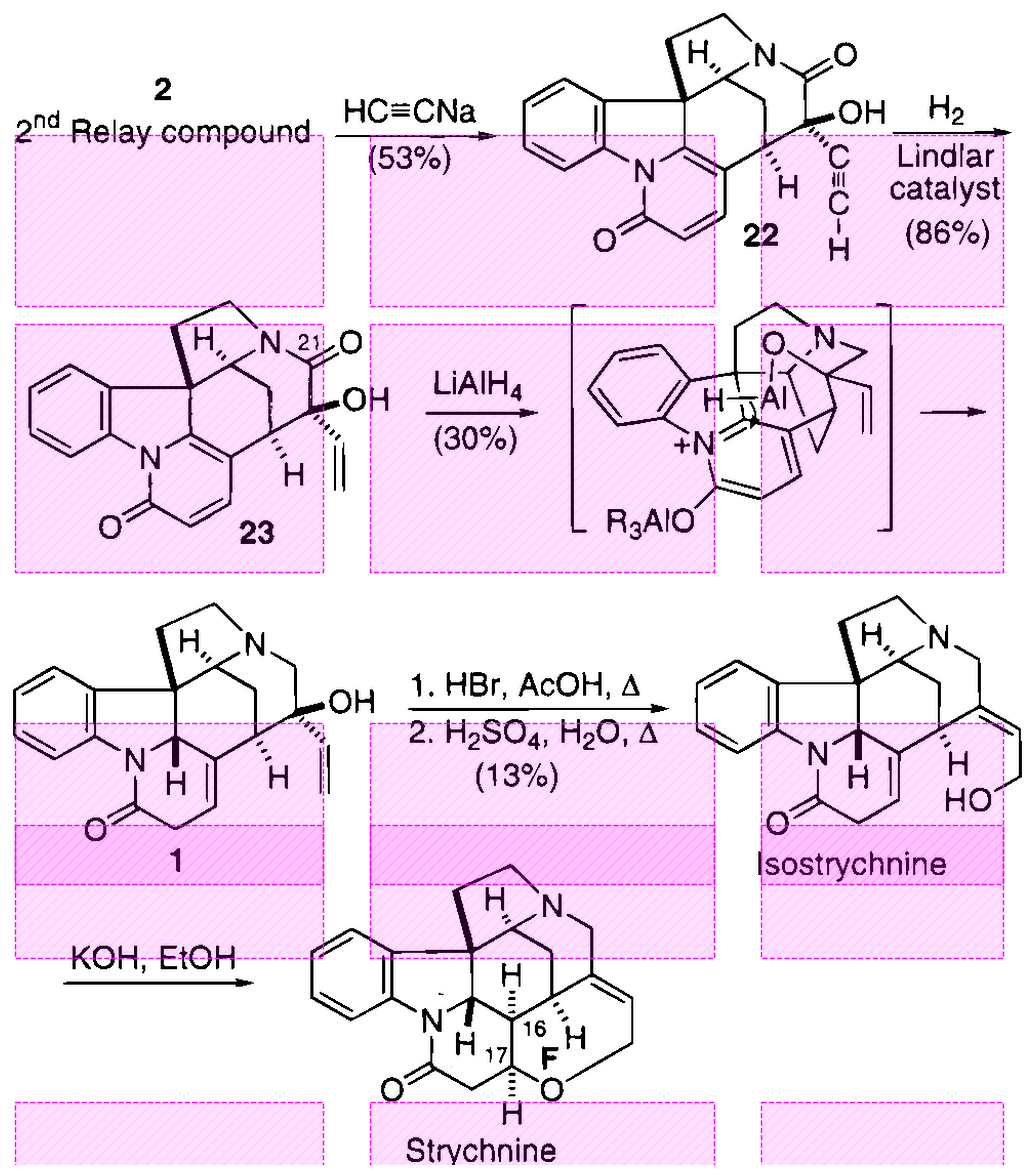 2
2nd Relay compound
HC≡CNa
(53%)
H
N
O
OH
N
H
O
22
C
C
H
H2
Lindlar
catalyst
(86%)
H
N
21
O
OH
N
H
O
23
LiAlH4
(30%)
N
O
H
Al
+N
R3AlO
H
N
OH
N
H
H
O
1
1. HBr, AcOH, Δ
2. H2SO4, H2O, Δ
(13%)
H
N
N
H
H
HO
O
Isostrychnine
KOH, EtOH
H
N
H
N
H
16
H
17
F
O
O
H
Strychnine